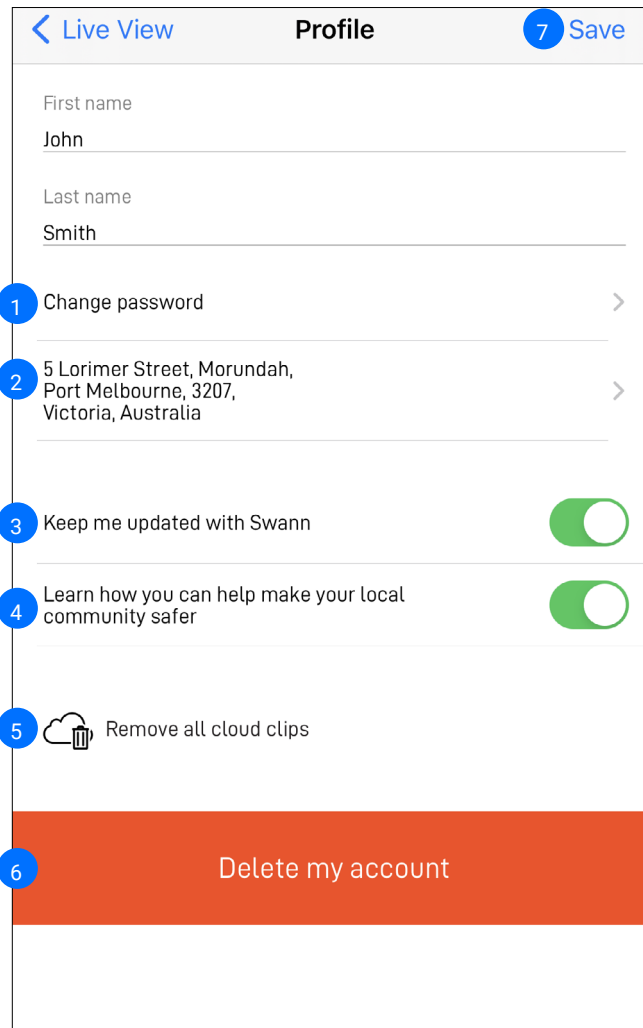 Live View
Profile
7
Save
First name
John
Last name
Smith
1
Change password
2
5 Lorimer Street, Morundah,
Port Melbourne, 3207,
Victoria, Australia
3
Keep me updated with Swann
4
Learn how you can help make your local
community safer
5
Remove all cloud clips
6
Delete my account